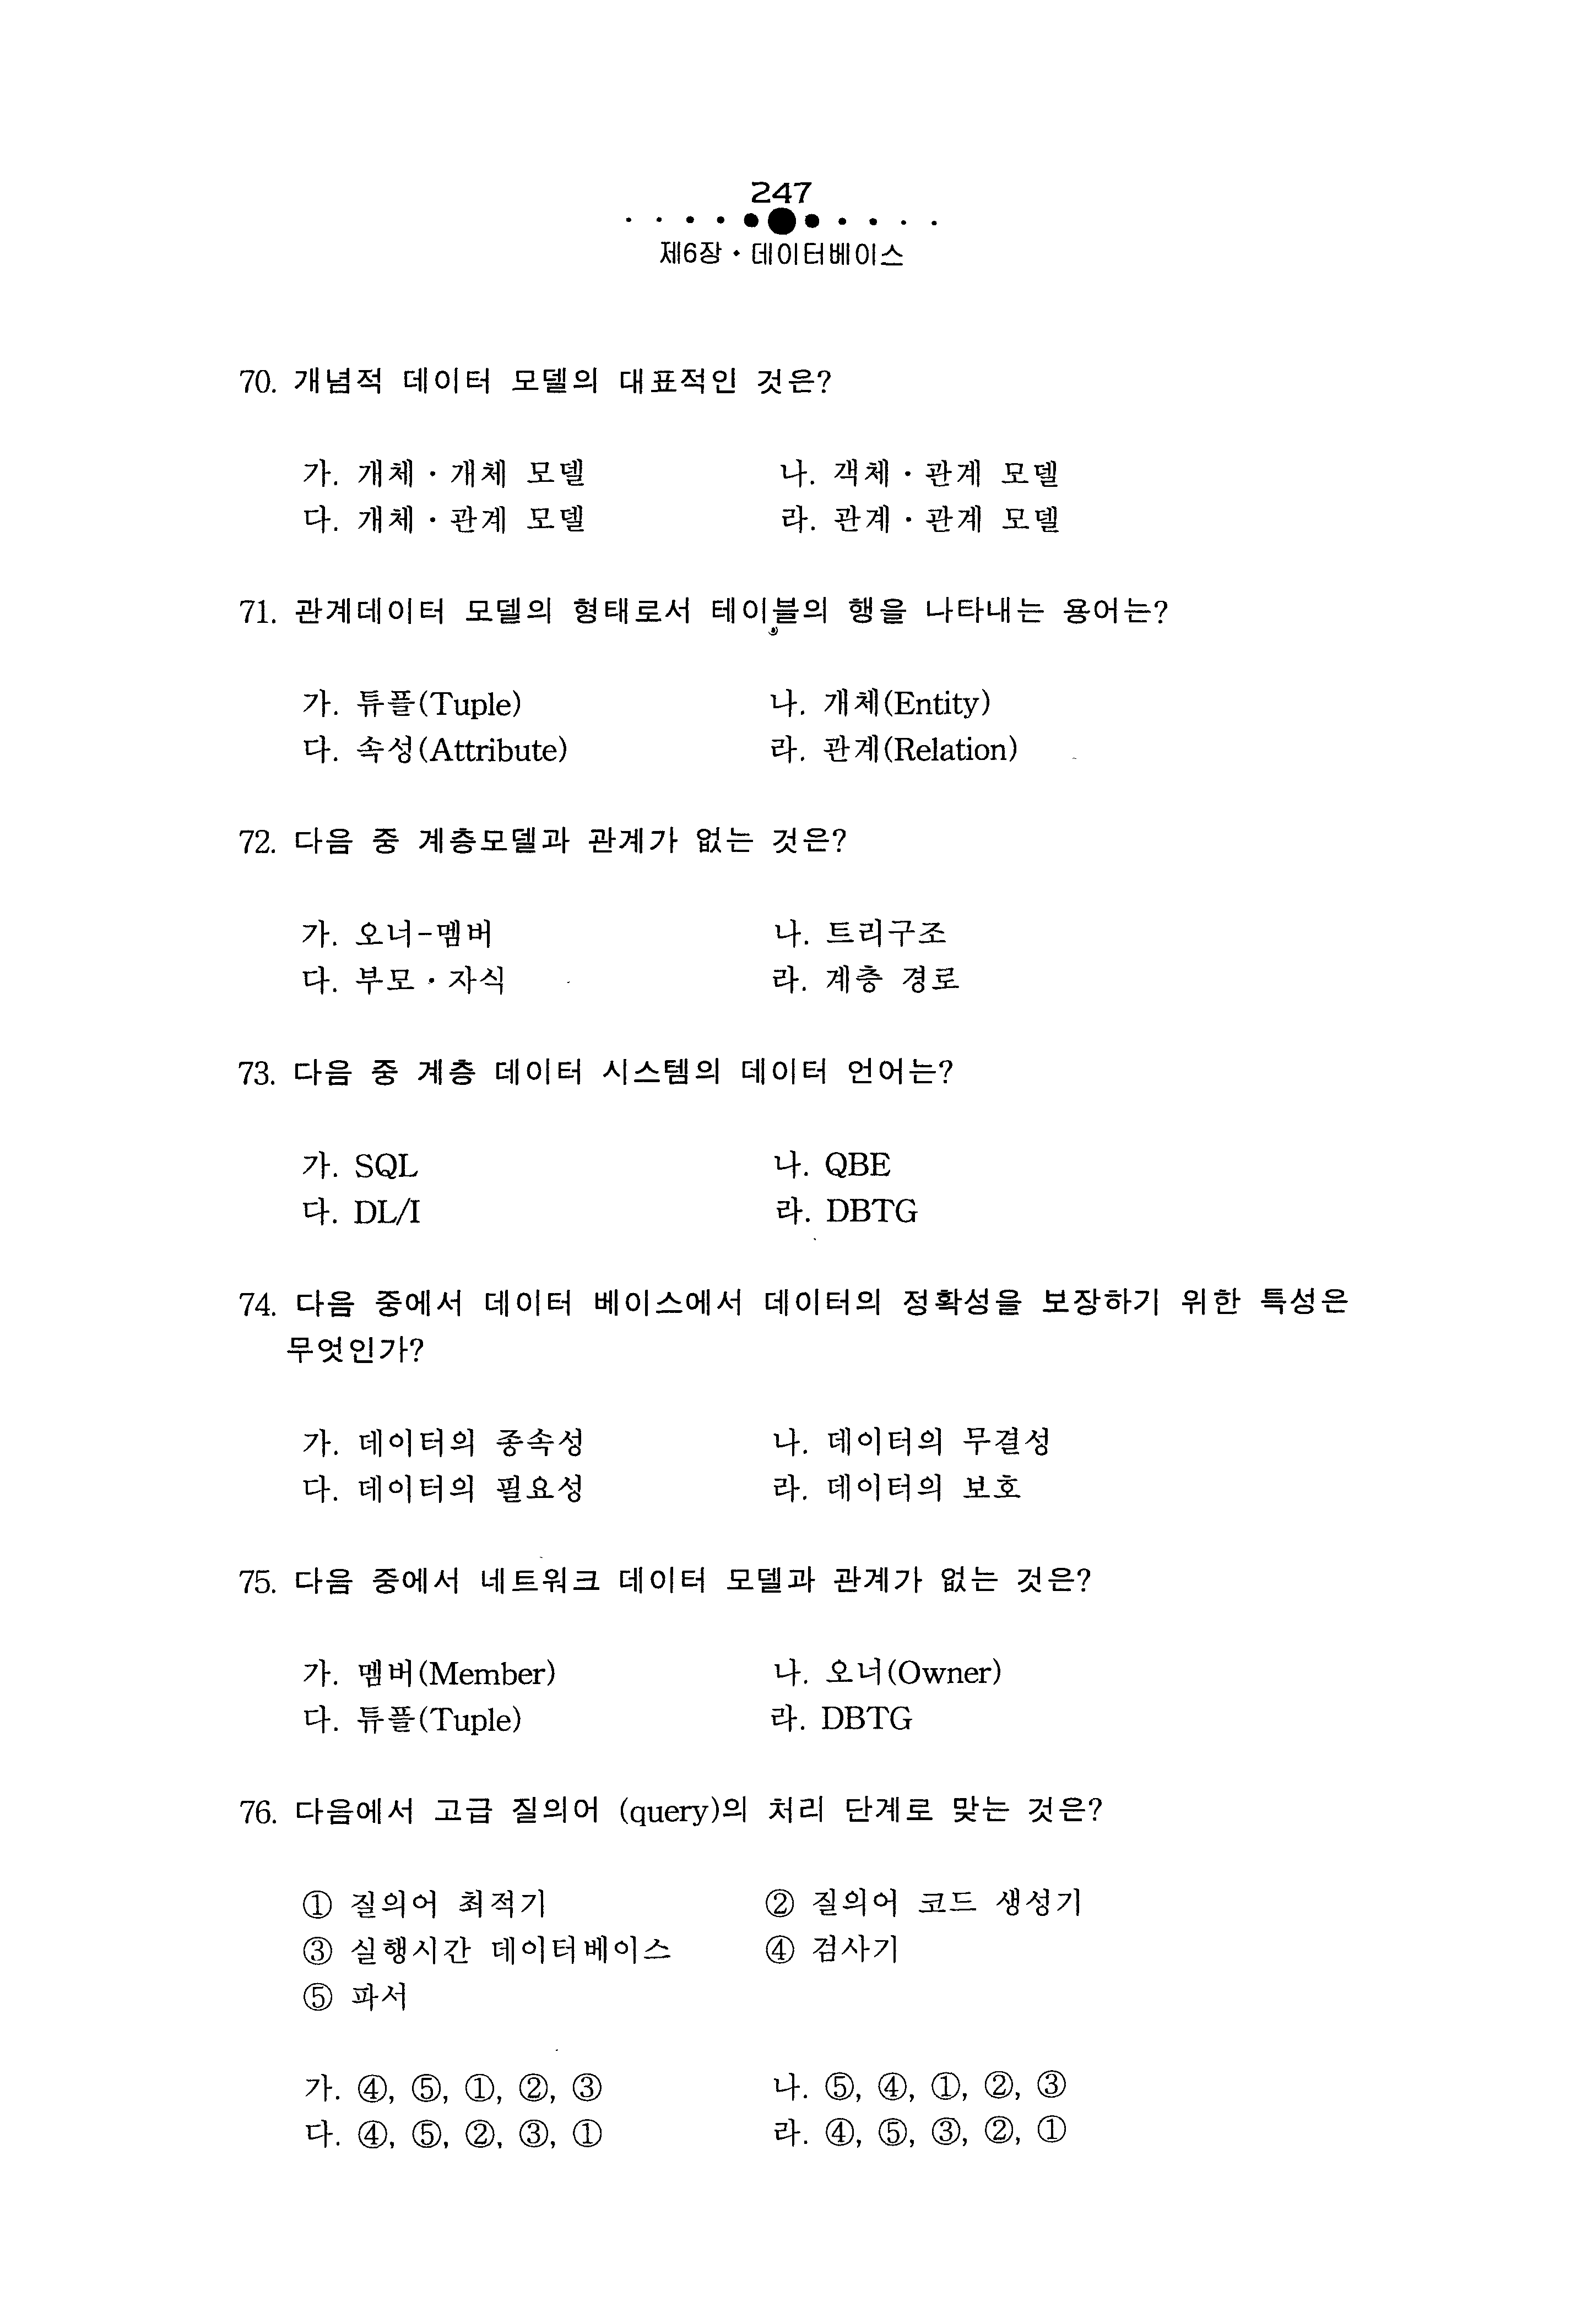 247
제6장 · 데이터베이스
70. 개념적 데이터 모델의 대표적인 것은?
가. 개체 · 개체 모델 나. 객체 · 관계 모델
다. 개체 · 관계 모델 라. 관계 · 관계 모델
71. 관계데이터 모델의 형태로서 테이블의 행을 나타내는 용어는?
가. 튜플(Tuple) 나. 개체(Entity)
다. 속성(Attribute) 라. 관계(Relation)
72. 다음 중 계층모델과 관계가 없는 것은?
가. 오너-멤버 나. 트리구조
다. 부모 · 자식 라. 계층 경로
73. 다음 중 계층 데이터 시스템의 데이터 언어는?
가. SQL 나. QBE
다. DL/I 라. DBTG
74. 다음 중에서 데이터 베이스에서 데이터의 정확성을 보장하기 위한 특성은
무엇인가?
가. 데이터의 종속성 나. 데이터의 무결성
다. 데이터의 필요성 라. 데이터의 보호
75. 다음 중에서 네트워크 데이터 모델과 관계가 없는 것은?
가. 멤버(Member) 나. 오너(Owner)
다. 튜플(Tuple) 라. DBTG
76. 다음에서 고급 질의어 (query)의 처리 단계로 맞는 것은?
① 질의어 최적기 ② 질의어 코드 생성기
③ 실행시간 데이터베이스 ④ 검사기
⑤ 파서
가. ④, ⑤, ①, ②, ③ 나. ⑤, ④, ①, ②, ③
다. ④, ⑤, ②, ③, ① 라. ④, ⑤, ③, ②, ①